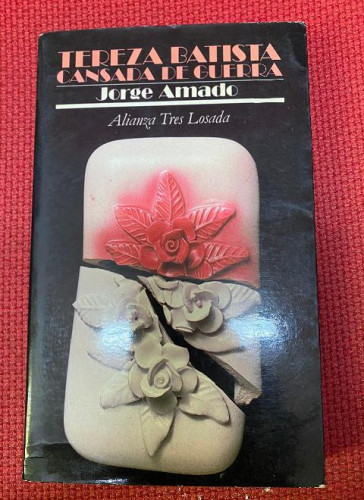 TEREZA BATISTA
CANSADA DE GUERRA
Jorge Amado
Alianza Tres Losada